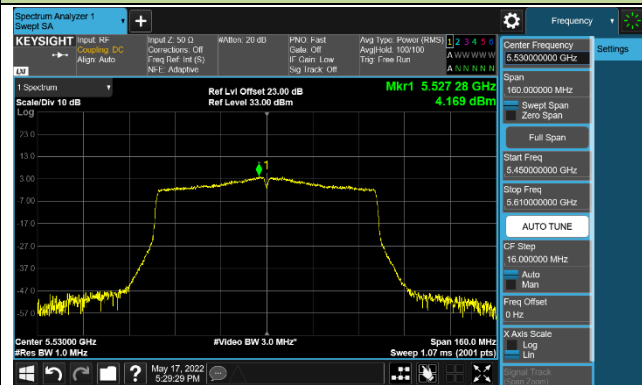 Spectrum Analyzer 1
Swept SA
Frequency
KEYSIGHT
LXI
Input: RF
Coupling: DC
Align: Auto
Input Z: 50 Ω
Corrections: Off
Freq Ref: Int (S)
NFE: Adaptive
#Atten: 20 dB
PNO: Fast
Gate: Off
IF Gain: Low
Sig Track: Off
Avg Type: Power (RMS)
Avg|Hold: 100/100
Trig: Free Run
1 2 3 4 5 6
A W W W W W
A N N N N N
1 Spectrum
Scale/Div 10 dB
Log
Ref Lvl Offset 23.00 dB
Ref Level 33.00 dBm
Mkr1 5.527 28 GHz
4.169 dBm
23.0
13.0
3.00
-7.00
-17.0
-27.0
-37.0
-47.0
-57.0
1
Center 5.53000 GHz
#Res BW 1.0 MHz
#Video BW 3.0 MHz*
Span 160.0 MHz
Sweep 1.07 ms (2001 pts)
May 17, 2022
5:29:29 PM
Center Frequency
5.530000000 GHz
Span
160.000000 MHz
Swept Span
Zero Span
Full Span
Start Freq
5.450000000 GHz
Stop Freq
5.610000000 GHz
AUTO TUNE
CF Step
16.000000 MHz
Auto
Man
Freq Offset
0 Hz
X Axis Scale
Log
Lin
Signal Track
(Span Zoom)
Settings